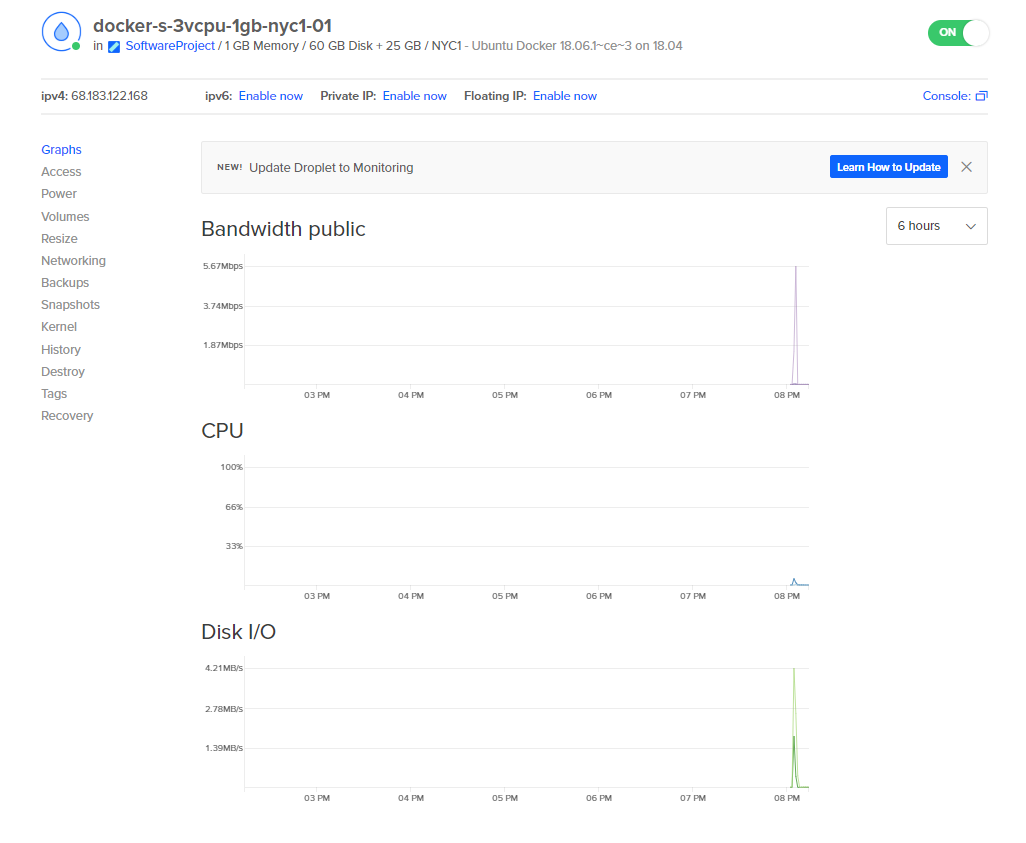 docker-s-3vcpu-1gb-nyc1-01
in SoftwareProject / 1 GB Memory / 60 GB Disk + 25 GB / NYC1 - Ubuntu Docker 18.06.1~ce~3 on 18.04
ON
ipv4: 68.183.122.168 ipv6: Enable now Private IP: Enable now Floating IP: Enable now Console:
Graphs
Access
Power
Volumes
Resize
Networking
Backups
Snapshots
Kernel
History
Destroy
Tags
Recovery
NEW! Update Droplet to Monitoring Learn How to Update
Bandwidth public
6 hours
5.67Mbps
3.74Mbps
1.87Mbps
03 PM 04 PM 05 PM 06 PM 07 PM 08 PM
CPU
100%
66%
33%
03 PM 04 PM 05 PM 06 PM 07 PM 08 PM
Disk I/O
4.21MB/s
2.78MB/s
1.39MB/s
03 PM 04 PM 05 PM 06 PM 07 PM 08 PM